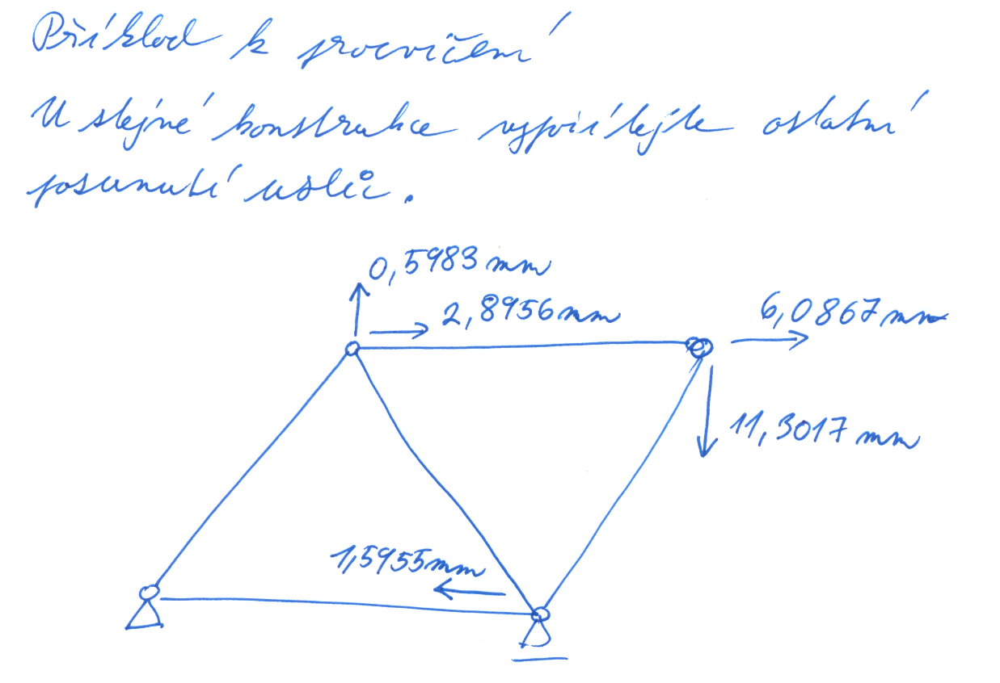 Příklad k procvičení
U stejné konstrukce vypočítejte ostatní
posunutí uzlů.
0,5983 mm
2,8956 mm
6,0867 mm
11,3017 mm
1,5955 mm